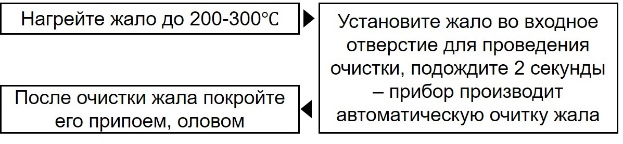 Нагрейте жало до 200-300℃
Установите жало во входное
отверстие для проведения
очистки, подождите 2 секунды
– прибор производит
автоматическую очитку жала
После очистки жала покройте
его припоем, оловом